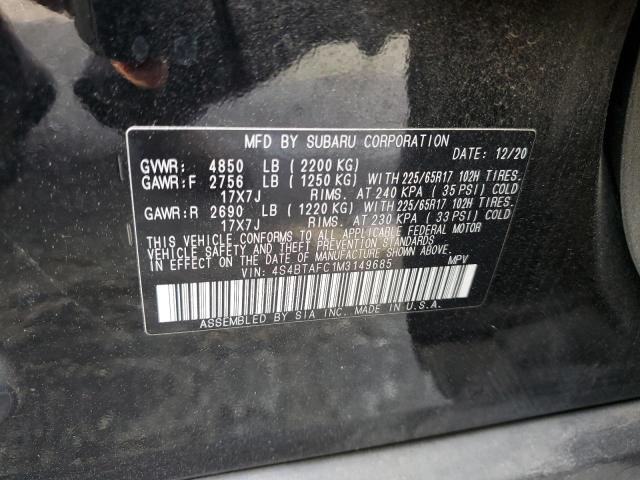 MFD BY SUBARU CORPORATION
DATE: 12/20
GVWR: 4850 LB (2200 KG)
GAWR:F 2756 LB (1250 KG) WITH 225/65R17 102H TIRES.
17X7J RIMS. AT 240 KPA (35 PSI) COLD
GAWR:R 2690 LB (1220 KG) WITH 225/65R17 102H TIRES.
17X7J RIMS. AT 230 KPA (33 PSI) COLD
THIS VEHICLE CONFORMS TO ALL APPLICABLE FEDERAL MOTOR
VEHICLE SAFETY AND THEFT PREVENTION STANDARDS
IN EFFECT ON THE DATE OF MANUFACTURE SHOWN ABOVE.
VIN: 4S4BTAFC1M3149685 MPV
ASSEMBLED BY SIA INC. MADE IN U.S.A.